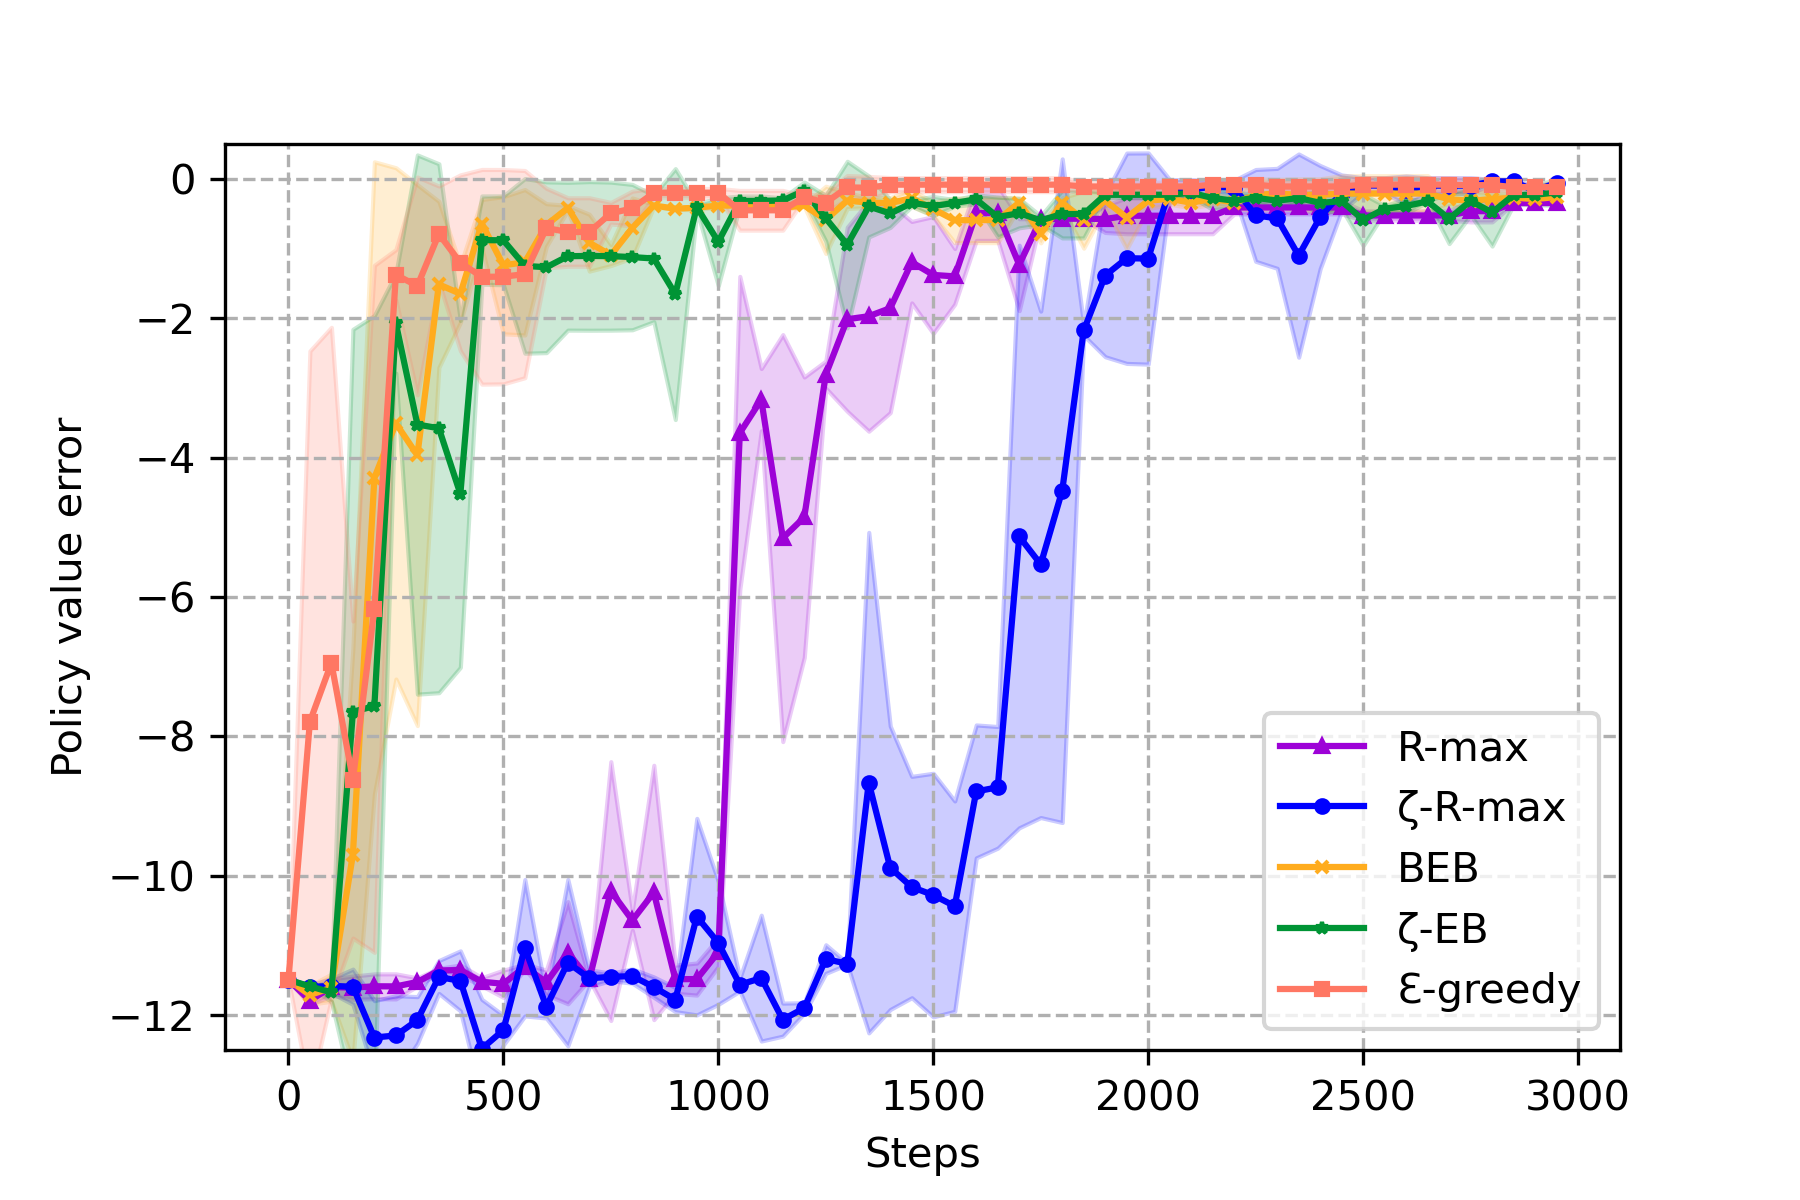 0
−2
−4
−6
−8
−10
−12
Policy value error
0 500 1000 1500 2000 2500 3000
Steps
R-max
ζ-R-max
BEB
ζ-EB
Ɛ-greedy